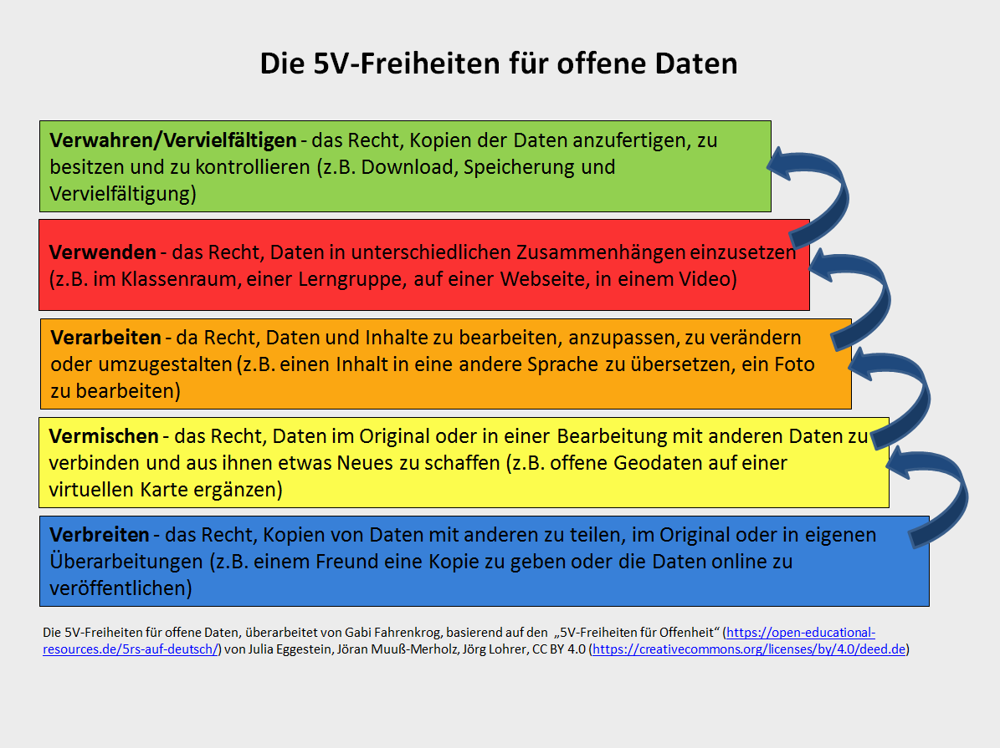 Die 5V-Freiheiten für offene Daten
Verwahren/Vervielfältigen - das Recht, Kopien der Daten anzufertigen, zu
besitzen und zu kontrollieren (z.B. Download, Speicherung und
Vervielfältigung)
Verwenden - das Recht, Daten in unterschiedlichen Zusammenhängen einzusetzen
(z.B. im Klassenraum, einer Lerngruppe, auf einer Webseite, in einem Video)
Verarbeiten - da Recht, Daten und Inhalte zu bearbeiten, anzupassen, zu verändern
oder umzugestalten (z.B. einen Inhalt in eine andere Sprache zu übersetzen, ein Foto
zu bearbeiten)
Vermischen - das Recht, Daten im Original oder in einer Bearbeitung mit anderen Daten zu
verbinden und aus ihnen etwas Neues zu schaffen (z.B. offene Geodaten auf einer
virtuellen Karte ergänzen)
Verbreiten - das Recht, Kopien von Daten mit anderen zu teilen, im Original oder in eigenen
Überarbeitungen (z.B. einem Freund eine Kopie zu geben oder die Daten online zu
veröffentlichen)
Die 5V-Freiheiten für offene Daten, überarbeitet von Gabi Fahrenkrog, basierend auf den „5V-Freiheiten für Offenheit“ (https://open-educational-
resources.de/5rs-auf-deutsch/) von Julia Eggestein, Jöran Muuß-Merholz, Jörg Lohrer, CC BY 4.0 (https://creativecommons.org/licenses/by/4.0/deed.de)